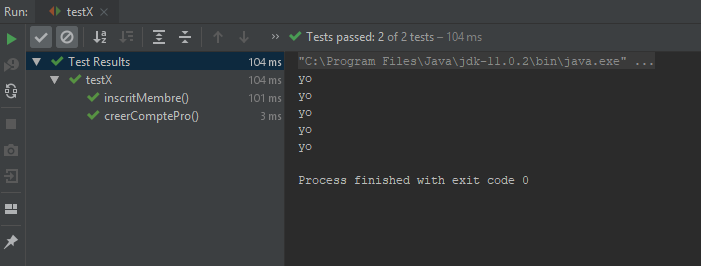 Run: testX ×
Tests passed: 2 of 2 tests – 104 ms
Test Results 104 ms
testX 104 ms
inscritMembre() 101 ms
creerComptePro() 3 ms
"C:\Program Files\Java\jdk-11.0.2\bin\java.exe" ...
yo
yo
yo
yo
yo
Process finished with exit code 0